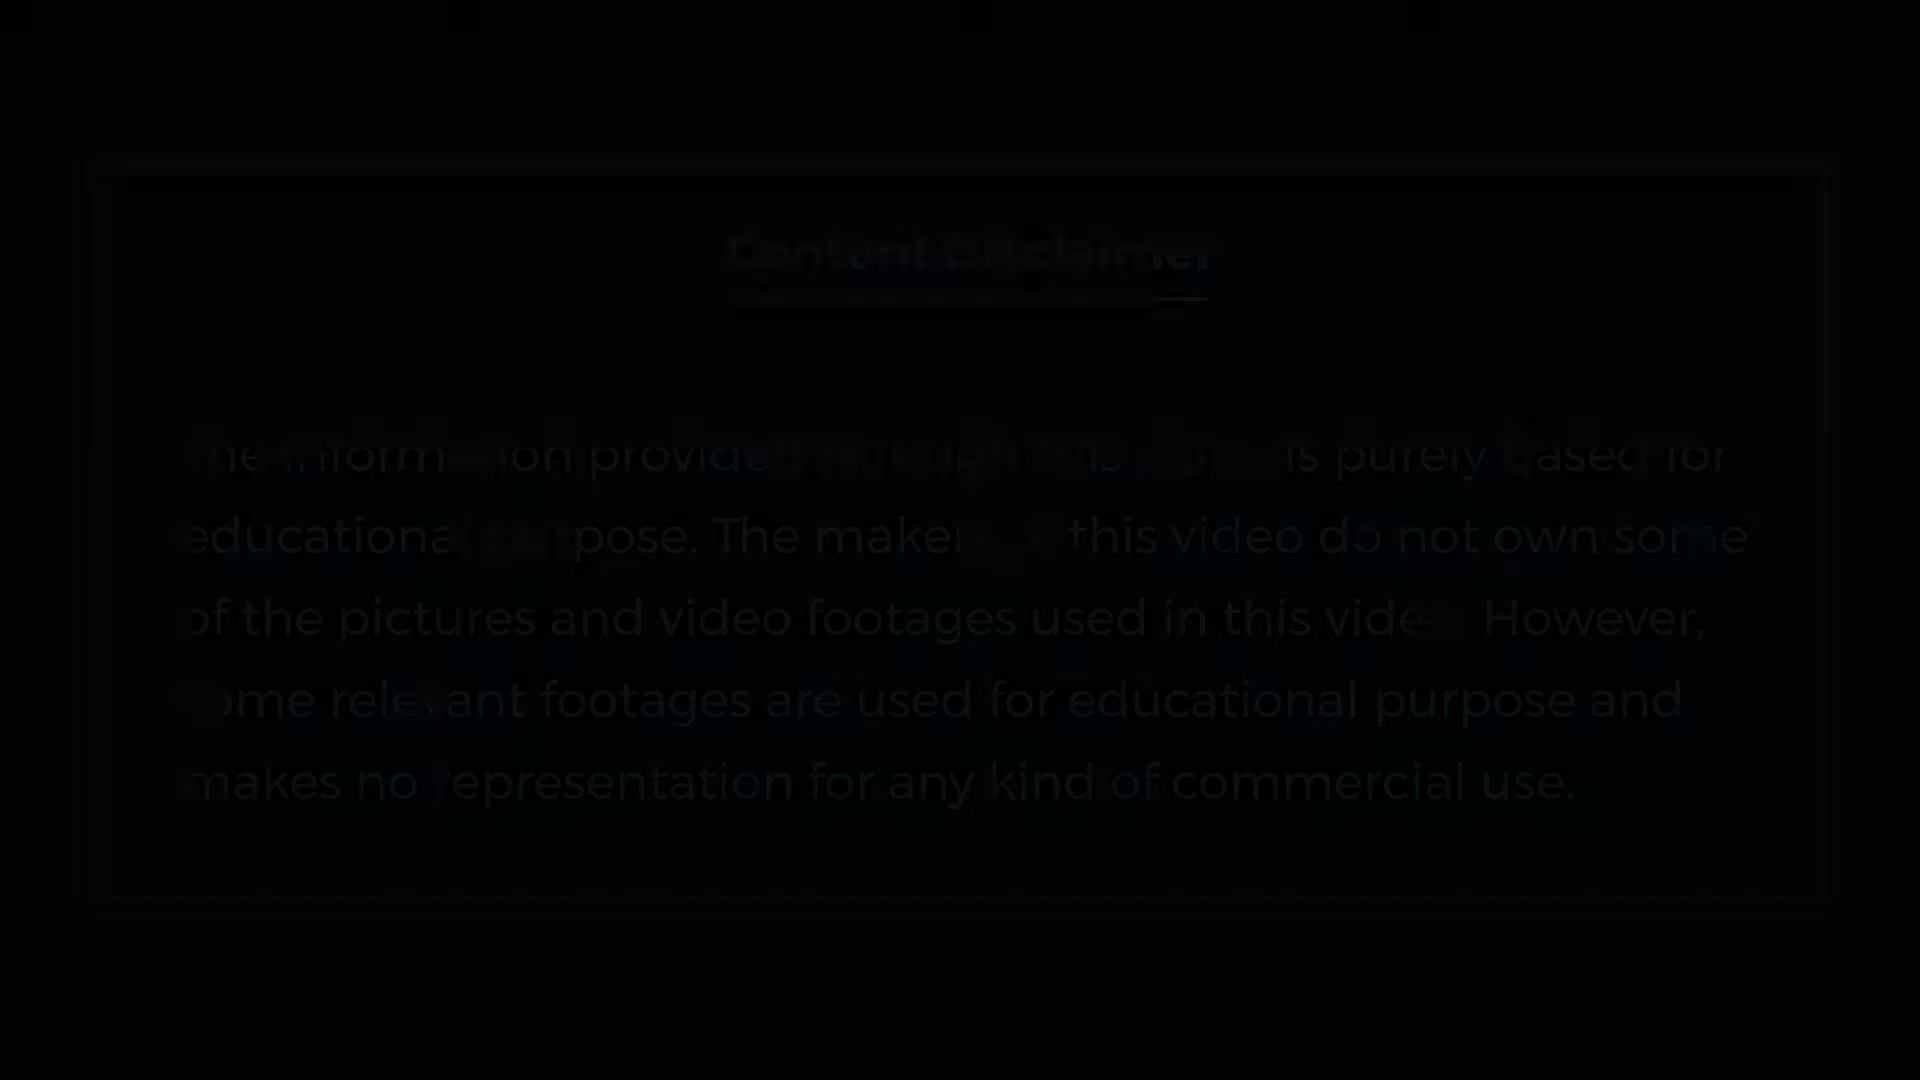 Content Disclaimer
The information provided through this video is purely based for
educational purpose. The makers of this video do not own some
of the pictures and video footages used in this video. However,
some relevant footages are used for educational purpose and
makes no representation for any kind of commercial use.